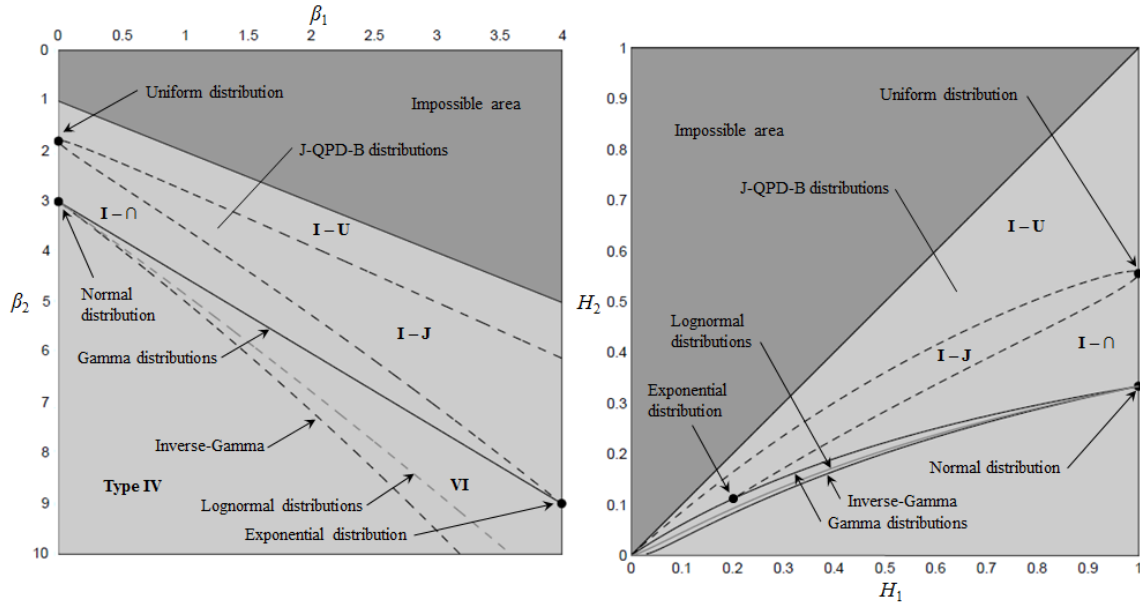 β1
0 0.5 1 1.5 2 2.5 3 3.5 4
0
1
2
3
4
5
6
7
8
9
10
β2
Uniform distribution
Impossible area
J-QPD-B distributions
I – ∩
I – U
Normal
distribution
Gamma distributions
I – J
Inverse-Gamma
Type IV
VI
Lognormal distributions
Exponential distribution
1
0.9
0.8
0.7
0.6
0.5
0.4
0.3
0.2
0.1
0
H2
Uniform distribution
Impossible area
J-QPD-B distributions
I – U
Lognormal
distributions
I – J
I – ∩
Exponential
distribution
Normal distribution
Inverse-Gamma
Gamma distributions
0 0.1 0.2 0.3 0.4 0.5 0.6 0.7 0.8 0.9 1
H1